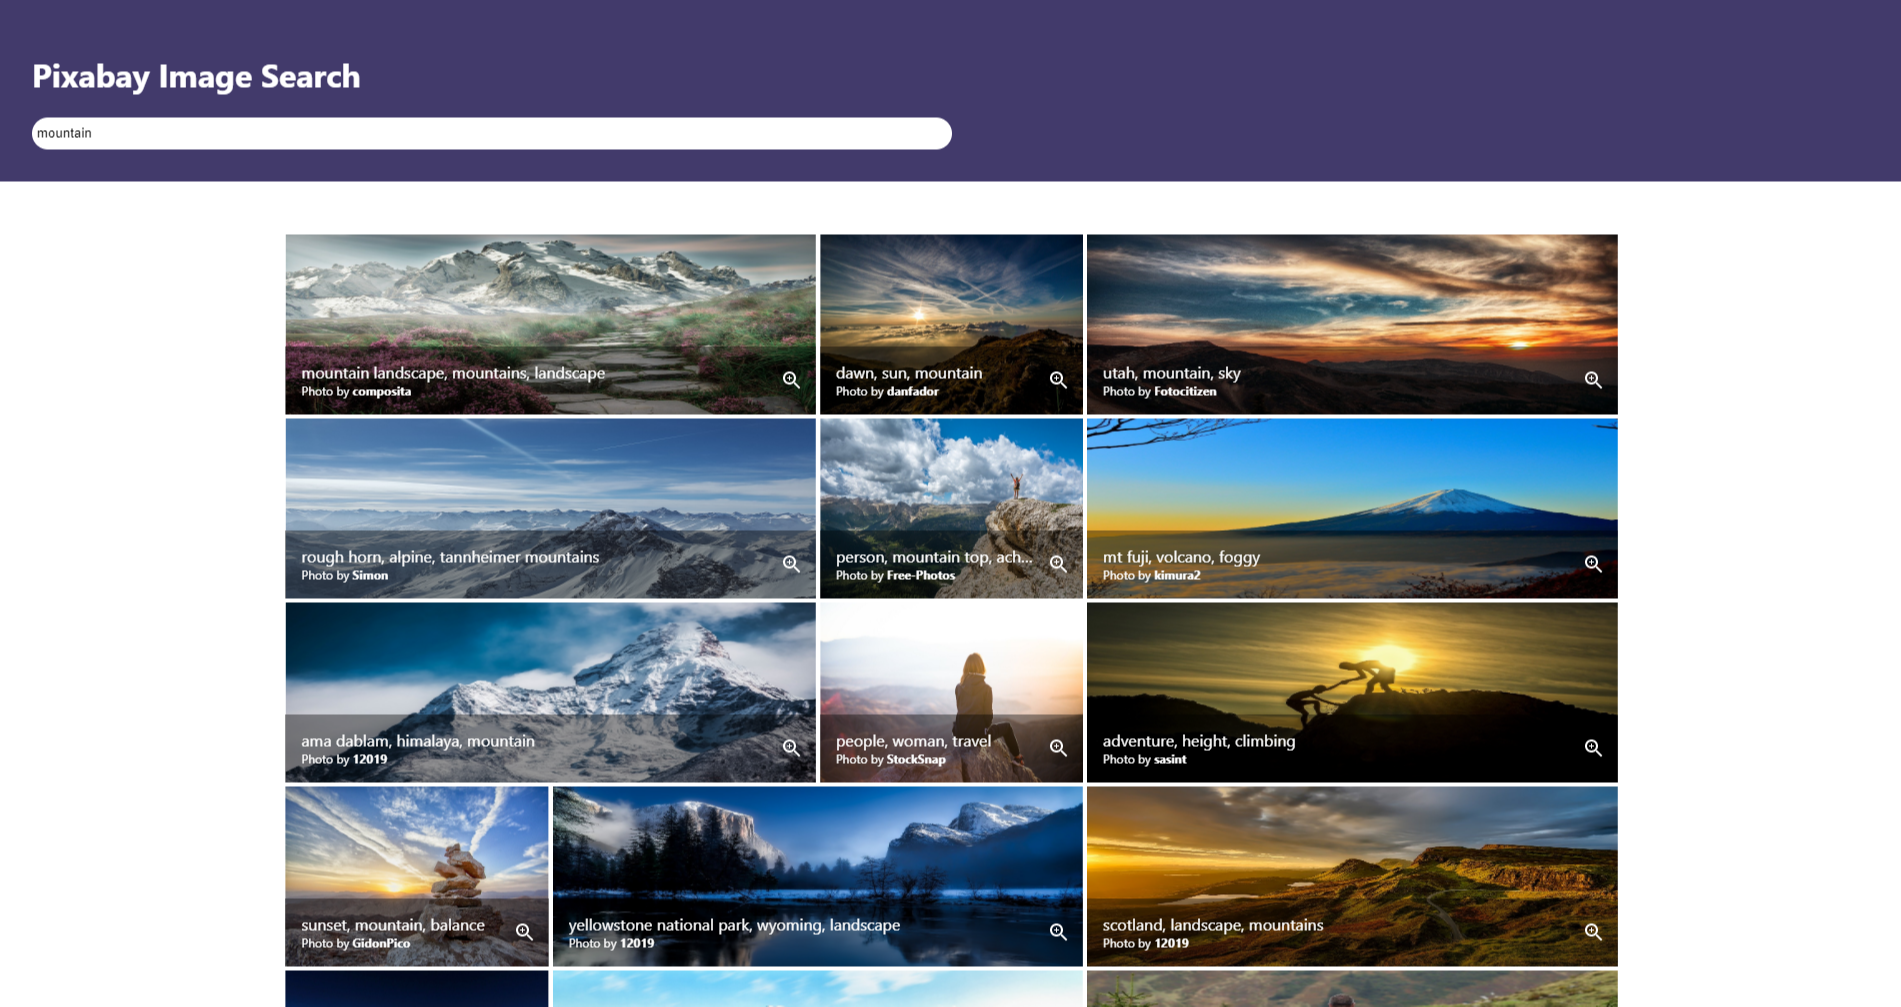 Pixabay Image Search
mountain
mountain landscape, mountains, landscape
Photo by composita
dawn, sun, mountain
Photo by danfador
utah, mountain, sky
Photo by Fotocitizen
rough horn, alpine, tannheimer mountains
Photo by Simon
person, mountain top, ach...
Photo by Free-Photos
mt fuji, volcano, foggy
Photo by kimura2
ama dablam, himalaya, mountain
Photo by 12019
people, woman, travel
Photo by StockSnap
adventure, height, climbing
Photo by sasint
sunset, mountain, balance
Photo by GidonPico
yellowstone national park, wyoming, landscape
Photo by 12019
scotland, landscape, mountains
Photo by 12019